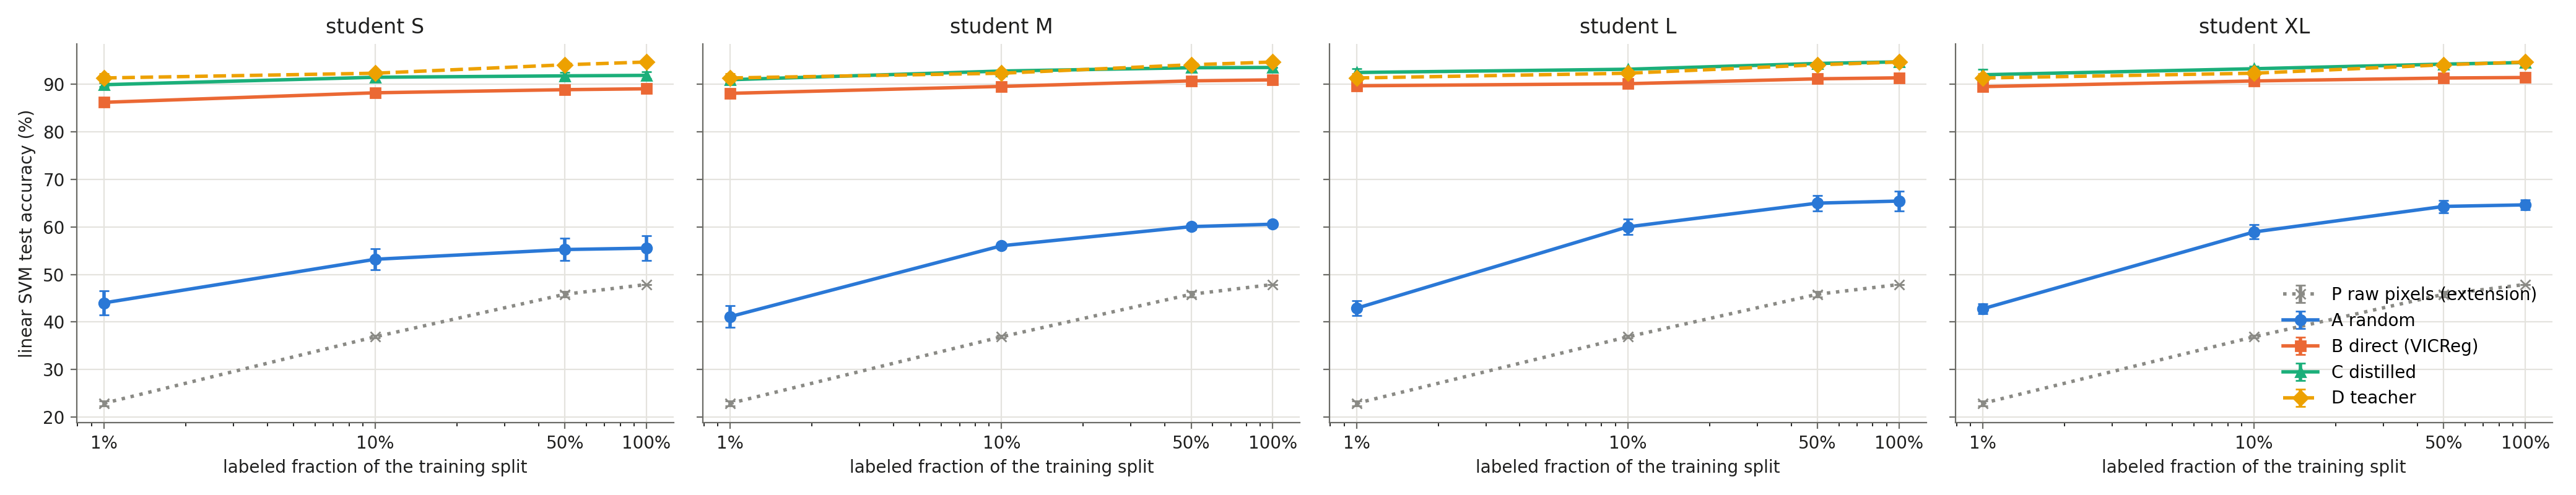 student S
student M
student L
student XL
linear SVM test accuracy (%)
90
80
70
60
50
40
30
20
1%
10%
50%
100%
1%
10%
50%
100%
1%
10%
50%
100%
1%
10%
50%
100%
labeled fraction of the training split
labeled fraction of the training split
labeled fraction of the training split
labeled fraction of the training split
P raw pixels (extension)
A random
B direct (VICReg)
C distilled
D teacher